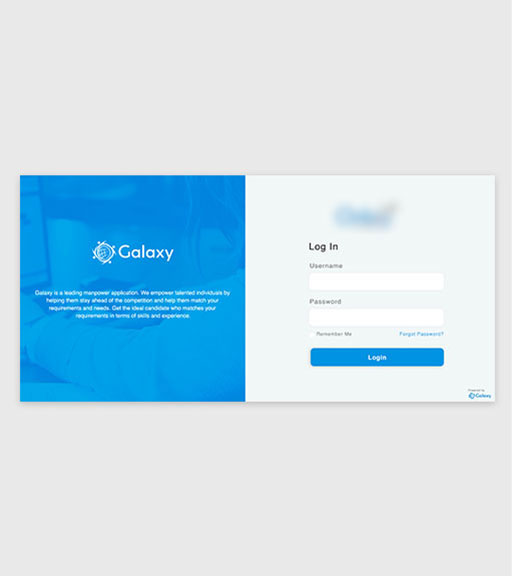 Galaxy
Galaxy is a leading manpower application. We empower talented individuals by
helping them stay ahead of the competition and help them match your
requirements and needs. Get the ideal candidate who matches your
requirements in terms of skills and experience.
Log In
Username
Password
Remember Me
Forgot Password?
Login
Powered by
Galaxy